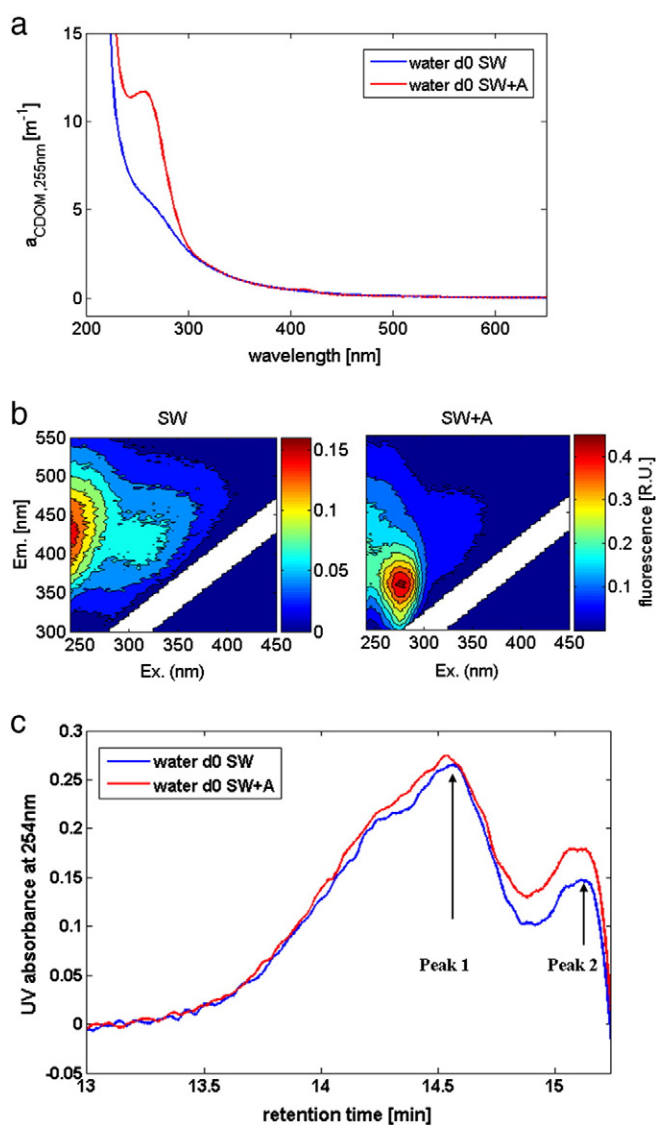 a
15
10
5
0
a CDOM,255nm [m-1]
water d0 SW
water d0 SW+A
200 300 400 500 600
wavelength [nm]
b
SW
SW+A
Em. [nm]
550
500
450
400
350
300
250 300 350 400 450
Ex. (nm)
0.15
0.1
0.05
0
250 300 350 400 450
Ex. (nm)
0.4
0.3
0.2
0.1
fluorescence [R.U.]
c
0.3
0.25
0.2
0.15
0.1
0.05
0
-0.05
UV absorbance at 254nm
water d0 SW
water d0 SW+A
Peak 1
Peak 2
13 13.5 14 14.5 15
retention time [min]